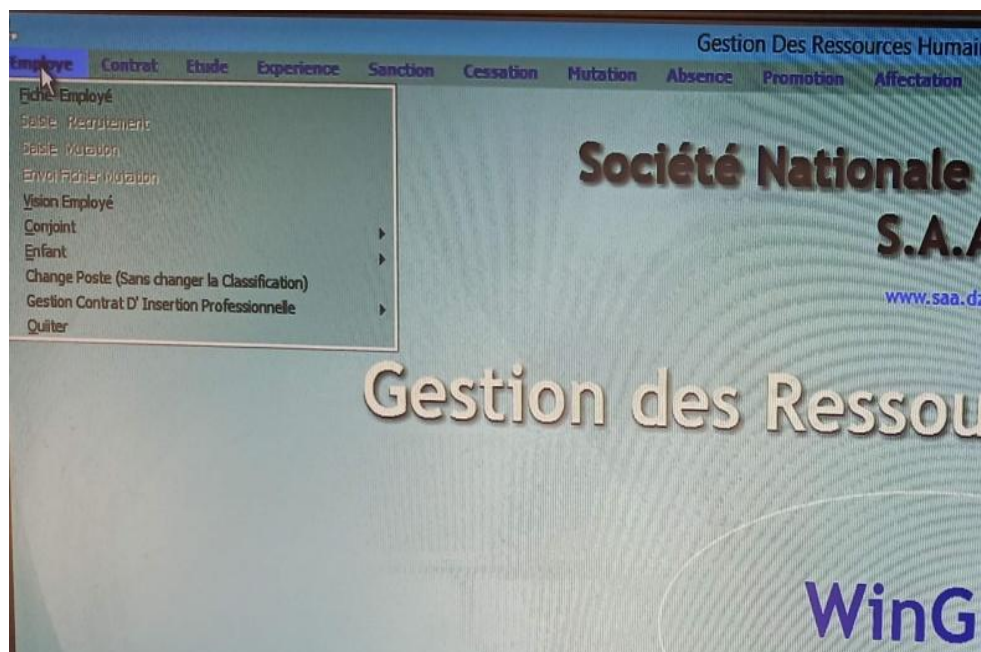 Gestion Des Ressources Humai
Employe Contrat Etude Experience Sanction Cessation Mutation Absence Promotion Affectation
Fiche Employé
Saisie Recrutement
Saisie Mutation
Envoi Fichier Mutation
Vision Employé
Conjoint
Enfant
Change Poste (Sans changer la Classification)
Gestion Contrat D' Insertion Professionnelle
Quiiter
Société Nationale
S.A.A
www.saa.dz
Gestion des Ressou
WinG